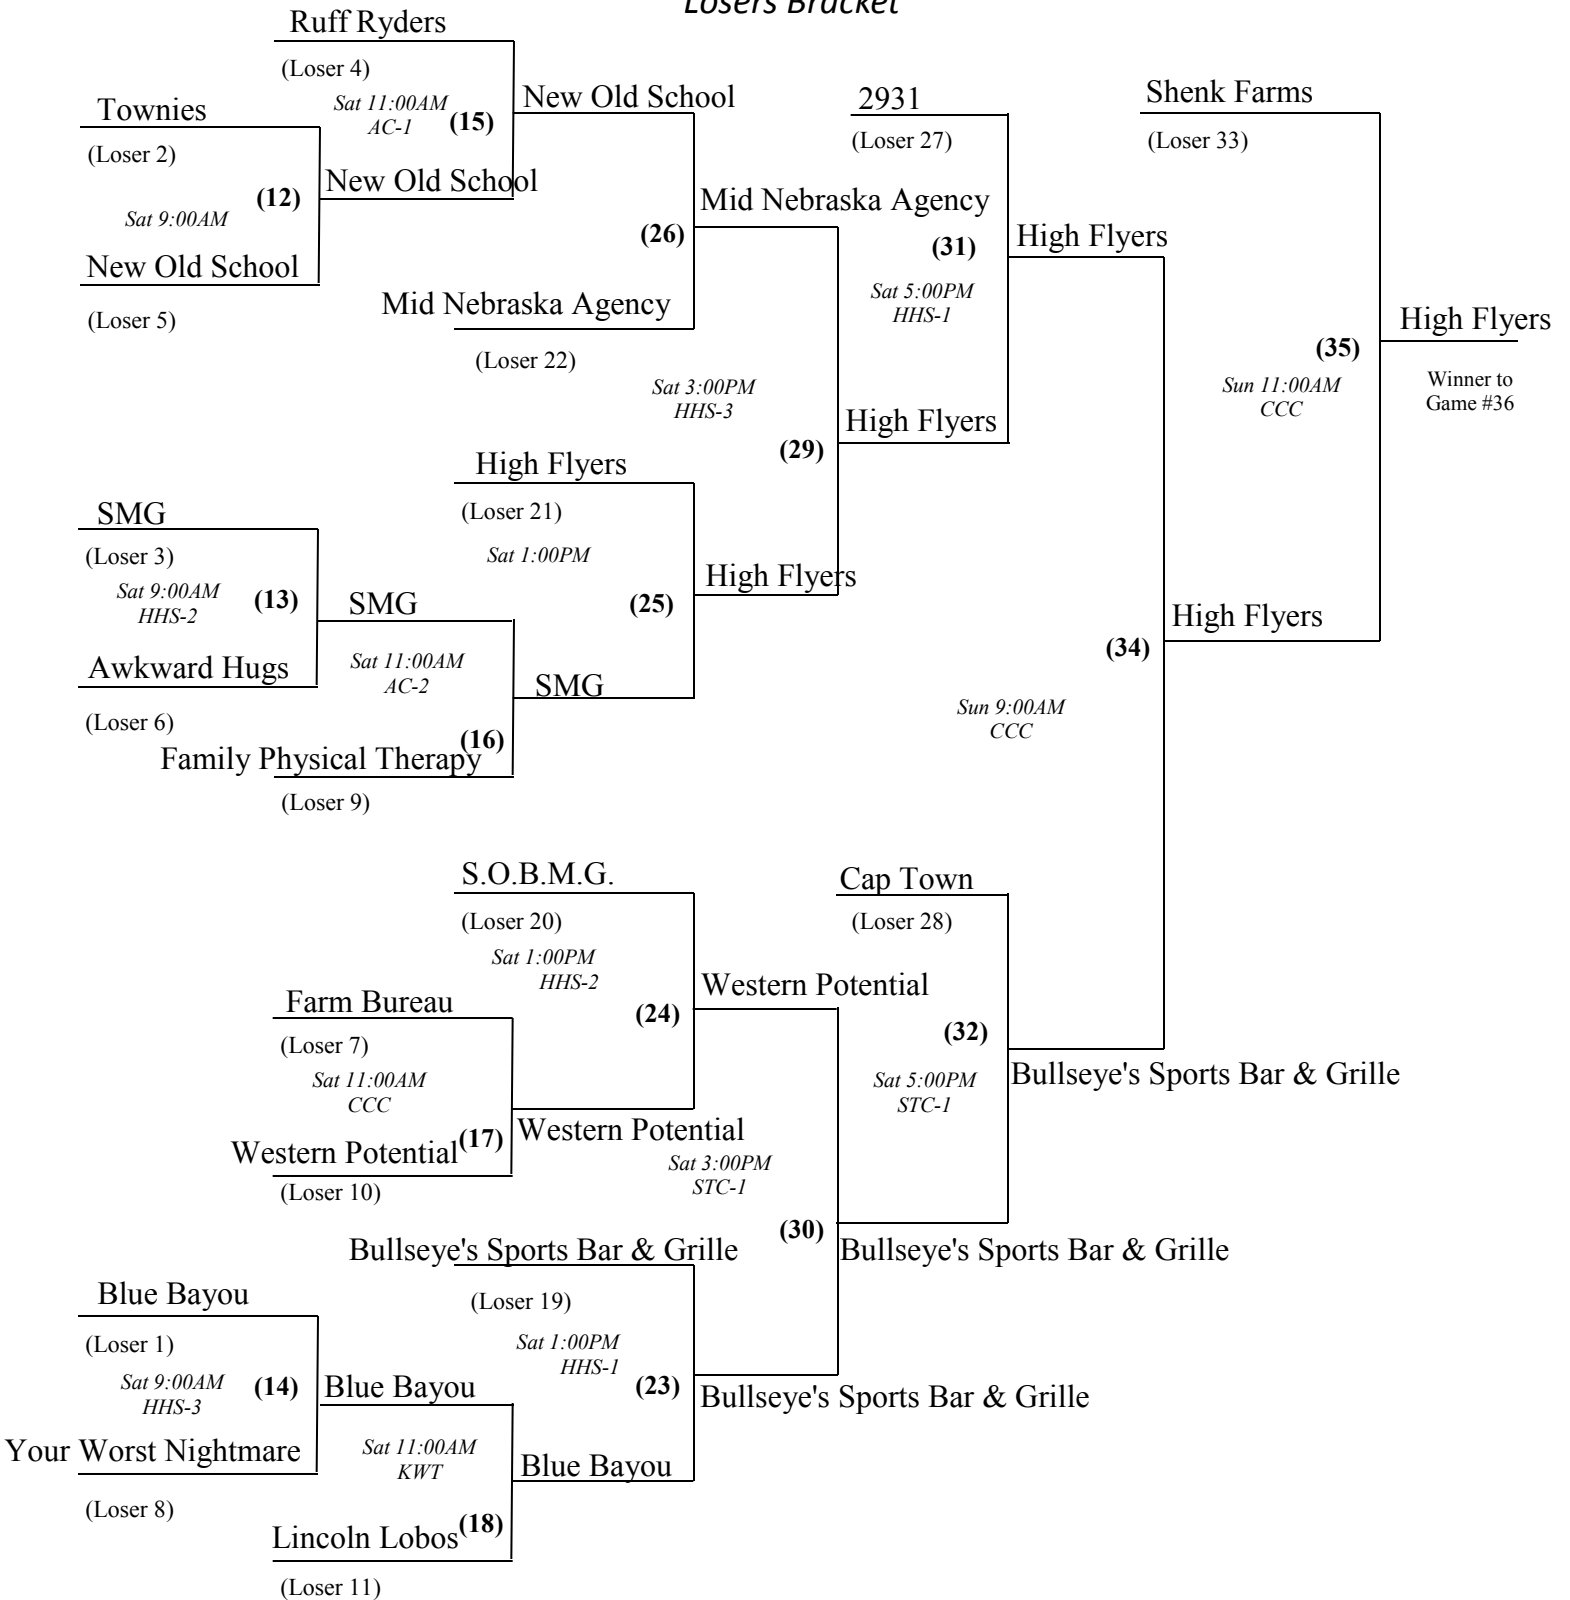 Losers Bracket
Ruff Ryders
(Loser 4)
Sat 11:00AM
AC-1
(15)
New Old School
2931
(Loser 27)
Shenk Farms
(Loser 33)
Townies
(Loser 2)
(12)
Sat 9:00AM
New Old School
New Old School
(Loser 5)
Mid Nebraska Agency
(26)
Mid Nebraska Agency
(Loser 22)
(31)
Sat 5:00PM
HHS-1
High Flyers
High Flyers
(35)
Sun 11:00AM
CCC
Winner to
Game #36
Sat 3:00PM
HHS-3
(29)
High Flyers
High Flyers
(Loser 21)
Sat 1:00PM
(25)
High Flyers
SMG
(Loser 3)
Sat 9:00AM
HHS-2
(13)
SMG
Awkward Hugs
(Loser 6)
Sat 11:00AM
AC-2
(16)
SMG
Family Physical Therapy
(Loser 9)
High Flyers
(34)
Sun 9:00AM
CCC
S.O.B.M.G.
(Loser 20)
Sat 1:00PM
HHS-2
(24)
Western Potential
Cap Town
(Loser 28)
(32)
Sat 5:00PM
STC-1
Bullseye's Sports Bar & Grille
Farm Bureau
(Loser 7)
Sat 11:00AM
CCC
(17)
Western Potential
Western Potential
(Loser 10)
Sat 3:00PM
STC-1
(30)
Bullseye's Sports Bar & Grille
Bullseye's Sports Bar & Grille
(Loser 19)
Sat 1:00PM
HHS-1
(23)
Bullseye's Sports Bar & Grille
Blue Bayou
(Loser 1)
Sat 9:00AM
HHS-3
(14)
Blue Bayou
Your Worst Nightmare
(Loser 8)
Sat 11:00AM
KWT
(18)
Blue Bayou
Lincoln Lobos
(Loser 11)